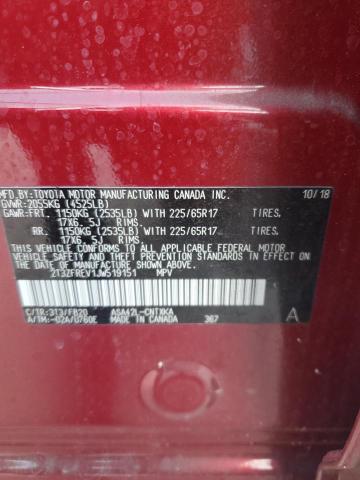 MFD.BY: TOYOTA MOTOR MANUFACTURING CANADA INC. 10/18
GVWR: 2055KG (4525LB)
GAWR: FRT. 1150KG (2535LB) WITH 225/65R17 TIRES.
17X6.5J RIMS
RR. 1150KG (2535LB) WITH 225/65R17 TIRES.
17X6.5J RIMS
THIS VEHICLE CONFORMS TO ALL APPLICABLE FEDERAL MOTOR
VEHICLE SAFETY AND THEFT PREVENTION STANDARDS IN EFFECT
ON THE DATE OF MANUFACTURE SHOWN ABOVE.
2T3ZFREV1JW519151 MPV
C/TR:3T3/FB20 ASA42L-CNTXKA
A/TM:-02A/U760E MADE IN CANADA 367 A